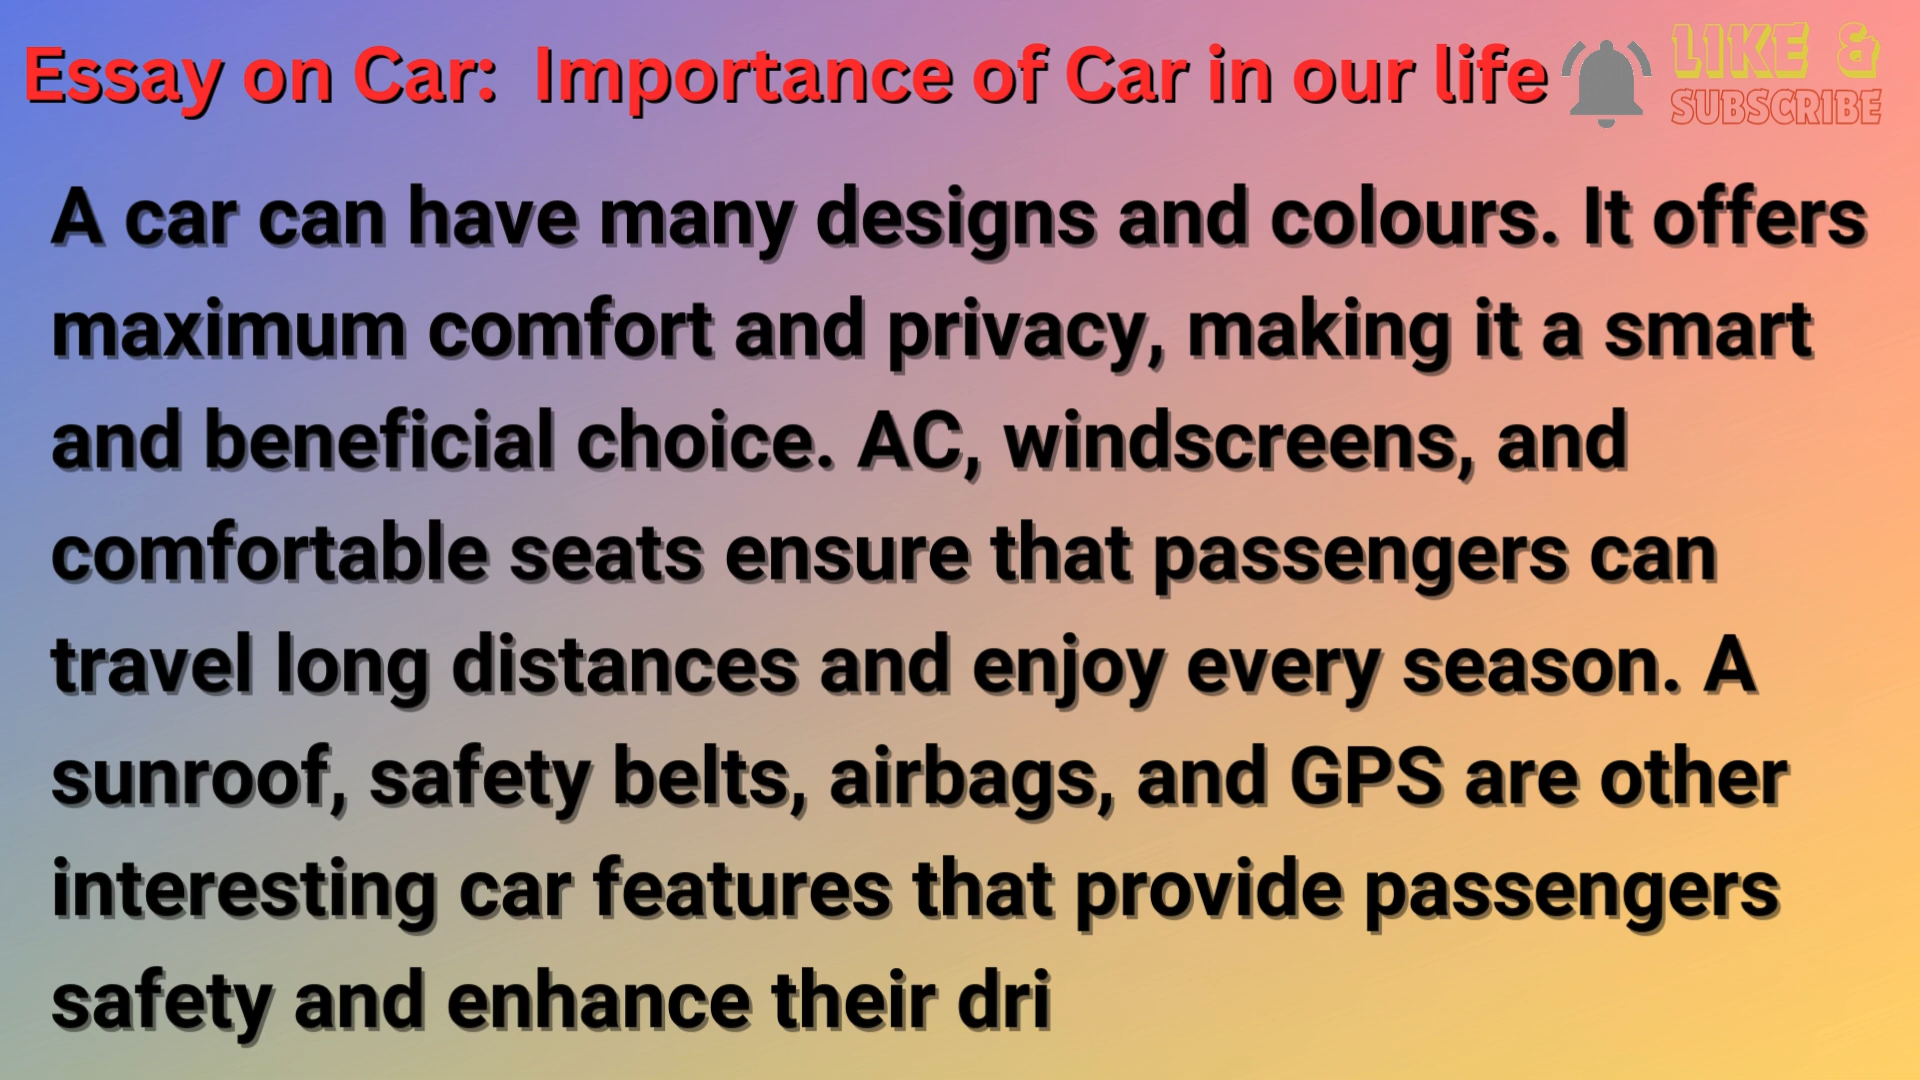 Essay on Car: Importance of Car in our life
LIKE &
SUBSCRIBE
A car can have many designs and colours. It offers
maximum comfort and privacy, making it a smart
and beneficial choice. AC, windscreens, and
comfortable seats ensure that passengers can
travel long distances and enjoy every season. A
sunroof, safety belts, airbags, and GPS are other
interesting car features that provide passengers
safety and enhance their dri